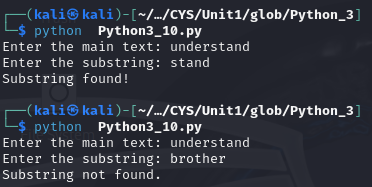 ┌──(kali㉿kali)-[~/…/CYS/Unit1/glob/Python_3]
└─$ python  Python3_10.py
Enter the main text: understand
Enter the substring: stand
Substring found!
┌──(kali㉿kali)-[~/…/CYS/Unit1/glob/Python_3]
└─$ python  Python3_10.py
Enter the main text: understand
Enter the substring: brother
Substring not found.